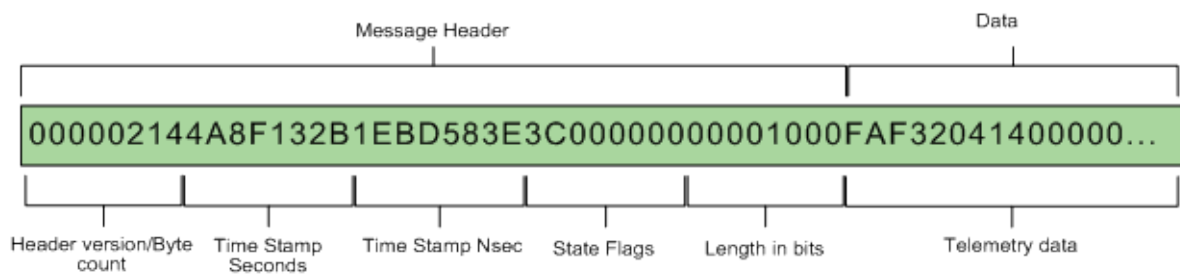 Message Header
Data
000002144A8F132B1EBD583E3C00000000001000FAF32041400000...
Header version/Byte count
Time Stamp Seconds
Time Stamp Nsec
State Flags
Length in bits
Telemetry data